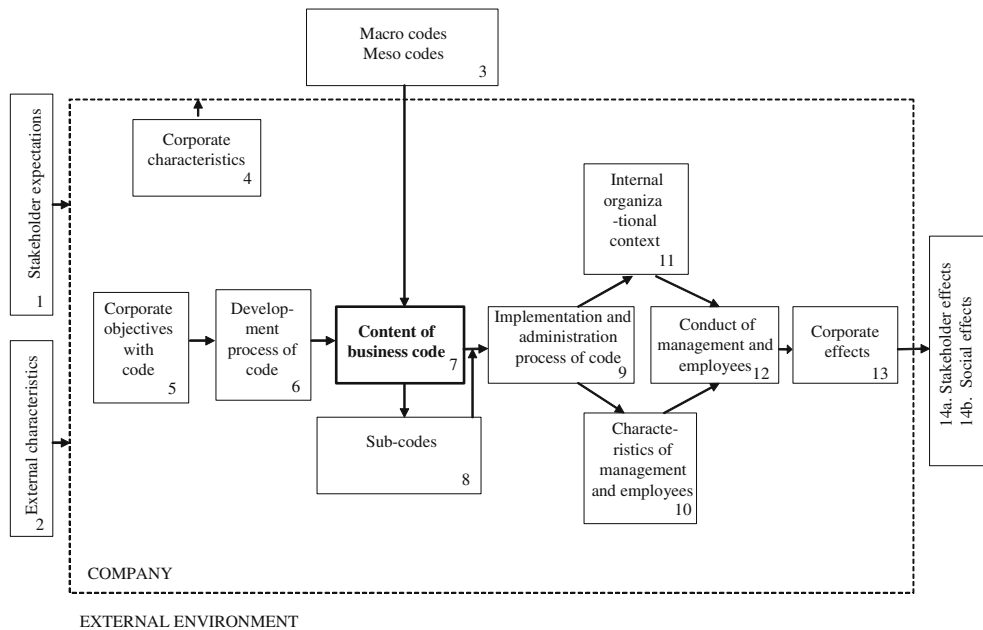 Macro codes
Meso codes
3
Stakeholder expectations
1
Corporate
characteristics
4
Internal
organiza
-tional
context
11
Corporate
objectives
with
code
5
Develop-
ment
process of
code
6
Content of
business code
7
Implementation and
administration
process of code
9
Conduct of
management and
employees
12
Corporate
effects
13
14a. Stakeholder effects
14b. Social effects
External characteristics
2
Sub-codes
8
Characte-
ristics of
management
and employees
10
COMPANY
EXTERNAL ENVIRONMENT